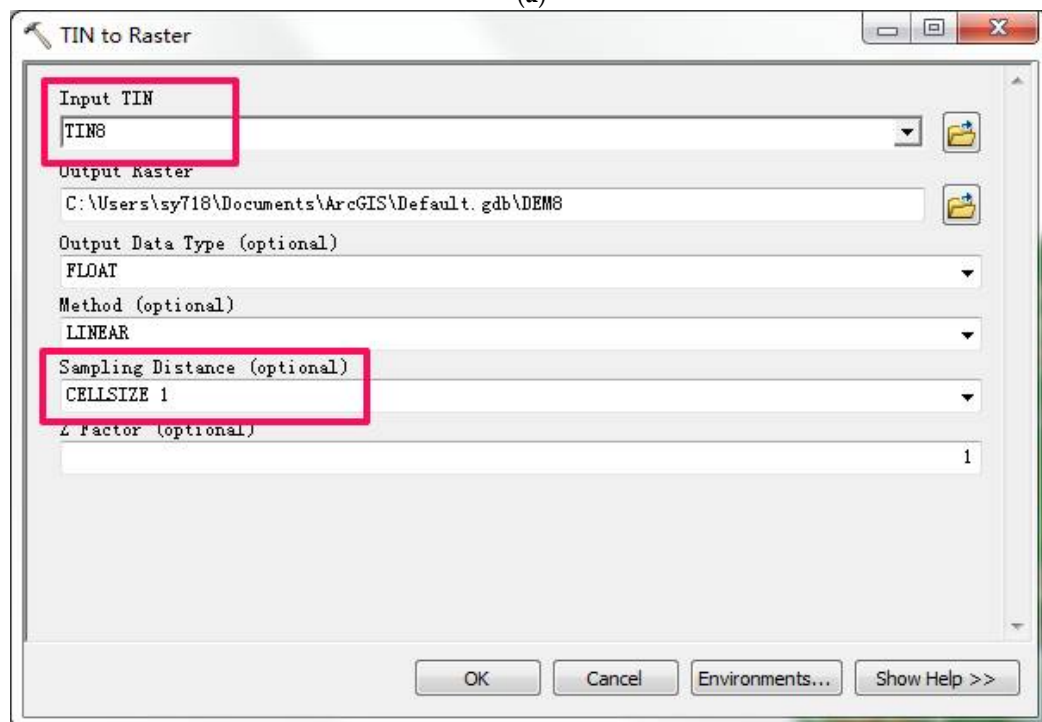 (a)
TIN to Raster
Input TIN
TIN8
Output Raster
C:\Users\sy718\Documents\ArcGIS\Default.gdb\DEM8
Output Data Type (optional)
FLOAT
Method (optional)
LINEAR
Sampling Distance (optional)
CELLSIZE 1
Z Factor (optional)
1
OK Cancel Environments... Show Help >>